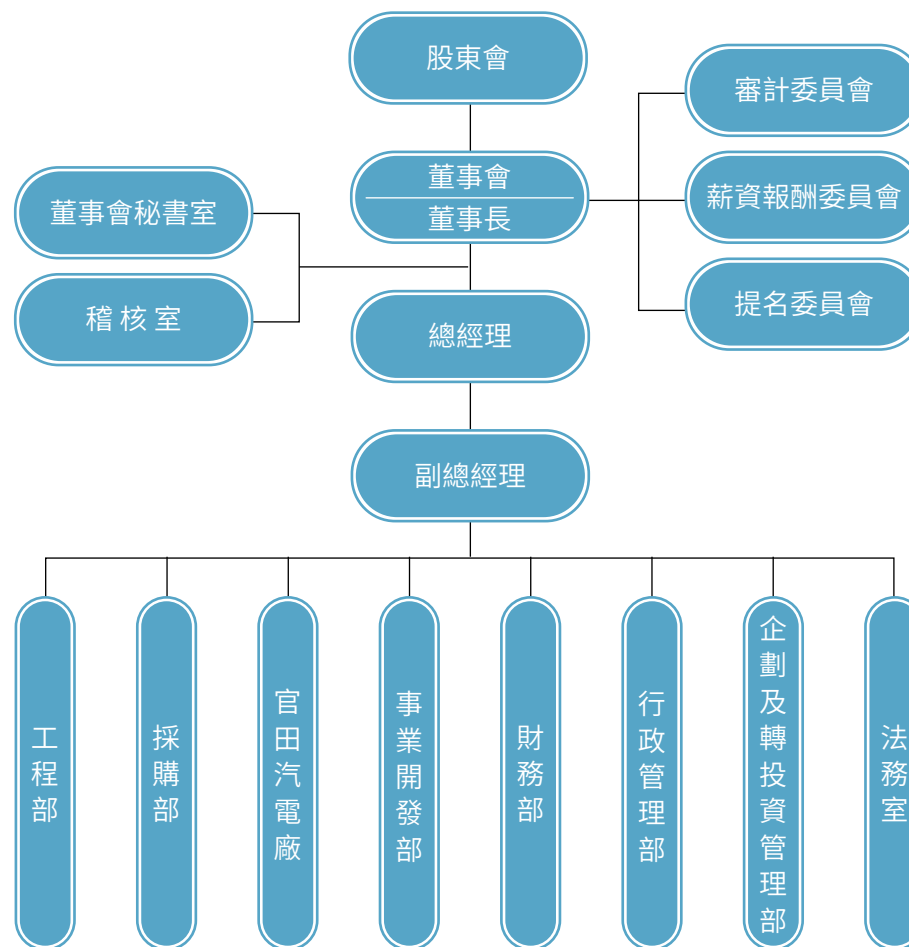 股東會
審計委員會
董事會
董事長
董事會秘書室
薪資報酬委員會
稽核室
總經理
提名委員會
副總經理
工程部
採購部
官田汽電廠
事業開發部
財務部
行政管理部
企劃及轉投資管理部
法務室